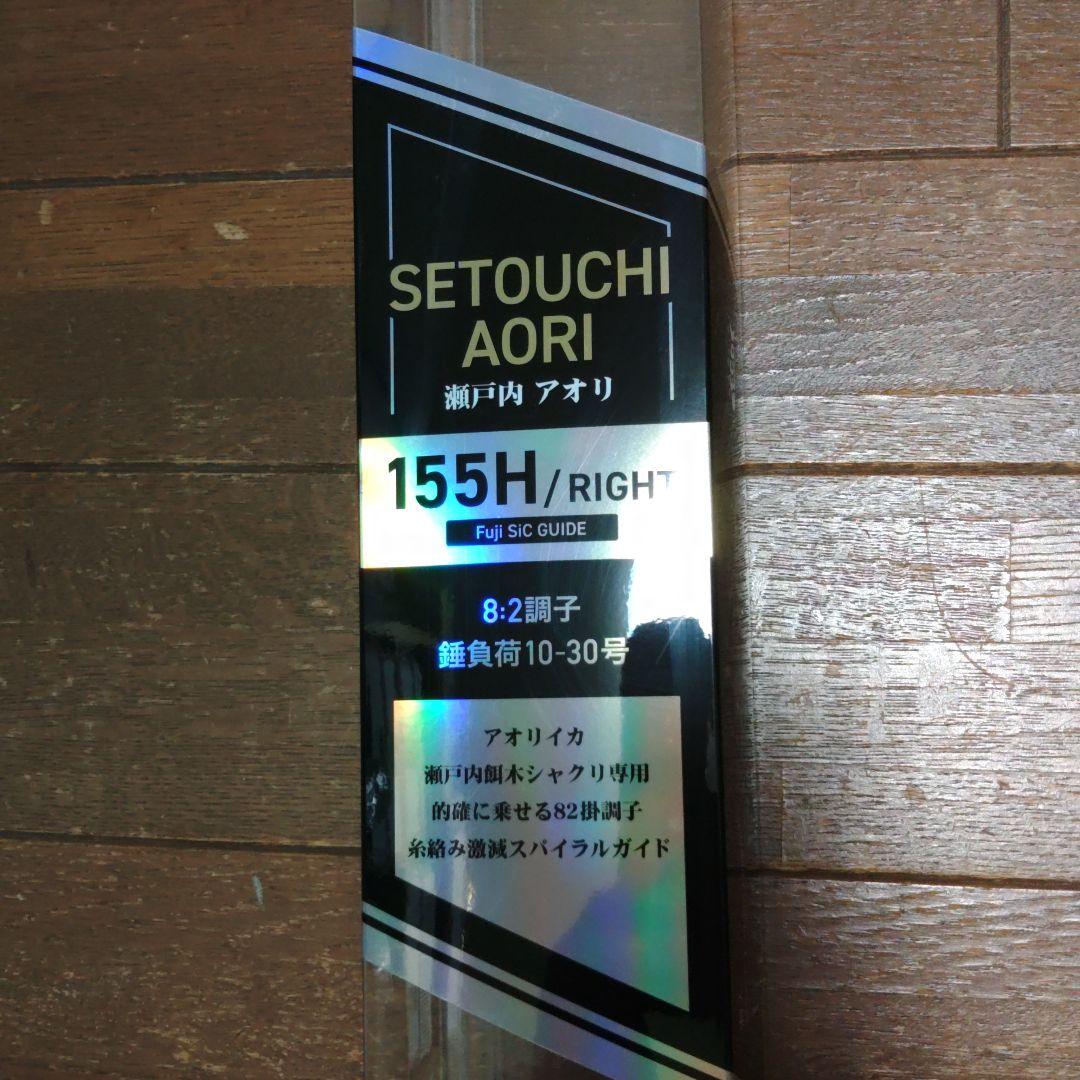 SETOUCHI
AORI
瀬戸内 アオリ
155H/RIGHT
Fuji SiC GUIDE
8:2調子
錘負荷10-30号
アオリイカ
瀬戸内餌木シャクリ専用
的確に乗せる82掛調子
糸絡み激減スパイラルガイド